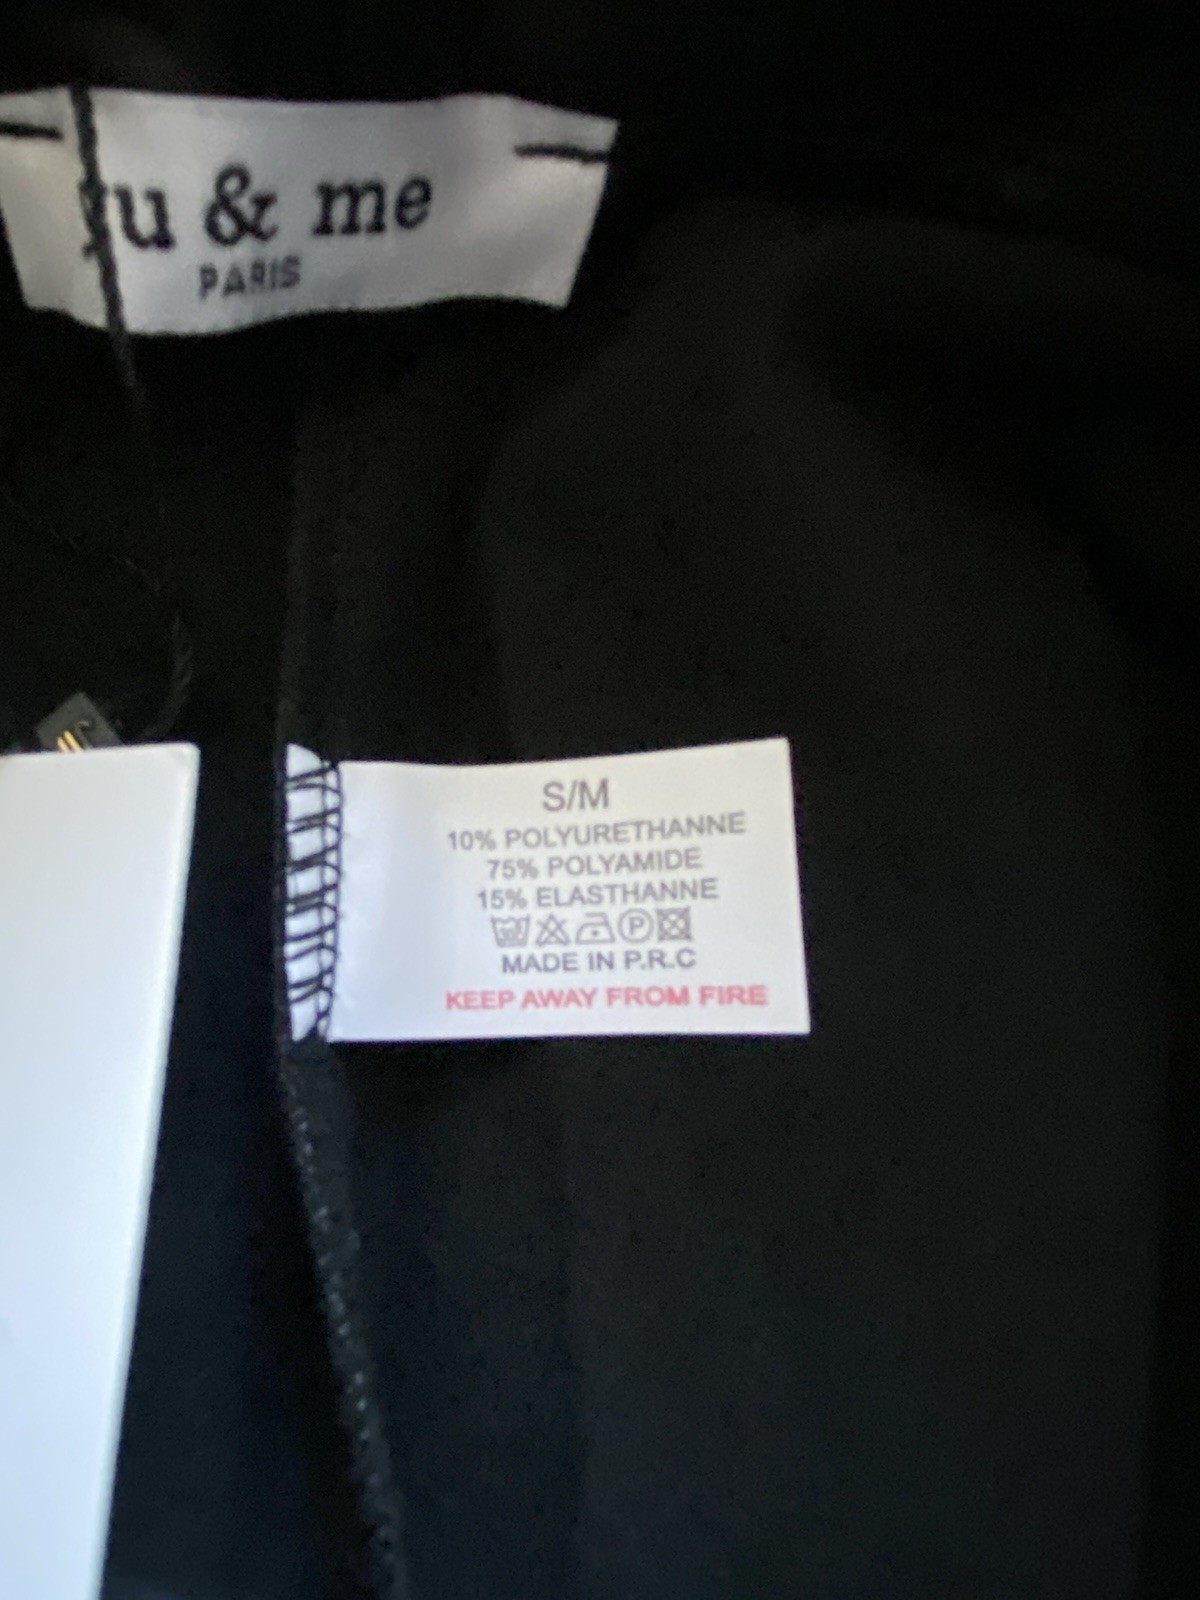 u & me
PARIS
S/M
10% POLYURETHANNE
75% POLYAMIDE
15% ELASTHANNE
MADE IN P.R.C
KEEP AWAY FROM FIRE